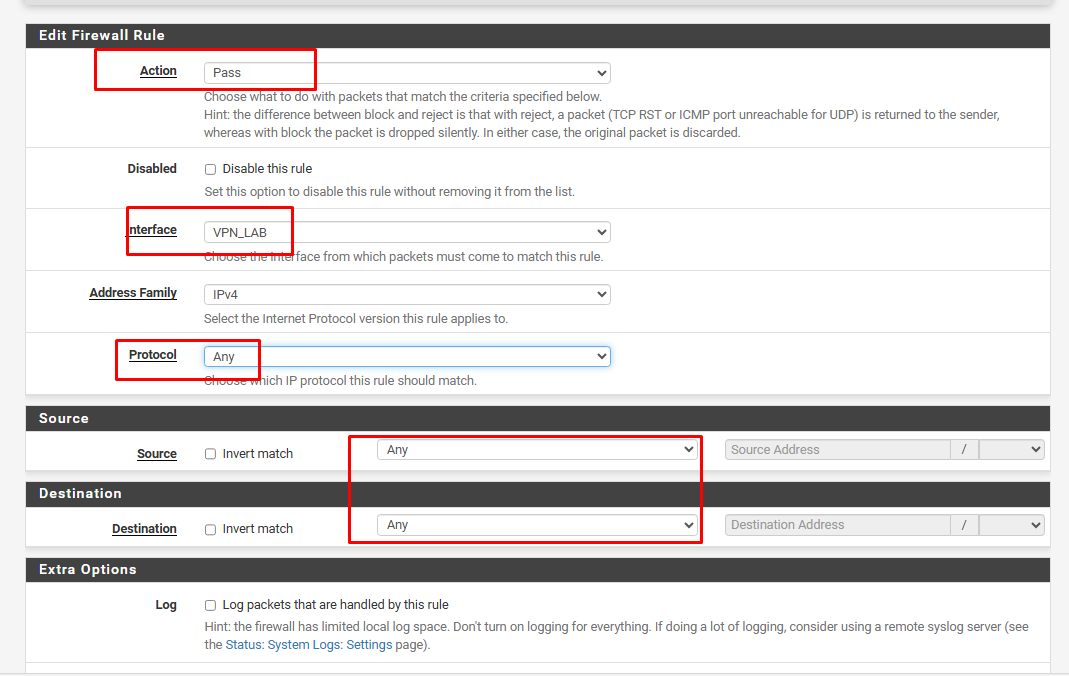 Edit Firewall Rule
Action
Pass
Choose what to do with packets that match the criteria specified below.
Hint: the difference between block and reject is that with reject, a packet (TCP RST or ICMP port unreachable for UDP) is returned to the sender,
whereas with block the packet is dropped silently. In either case, the original packet is discarded.
Disabled
Disable this rule
Set this option to disable this rule without removing it from the list.
Interface
VPN_LAB
Choose the interface from which packets must come to match this rule.
Address Family
IPv4
Select the Internet Protocol version this rule applies to.
Protocol
Any
Choose which IP protocol this rule should match.
Source
Source
Invert match
Any
Source Address
/
Destination
Destination
Invert match
Any
Destination Address
/
Extra Options
Log
Log packets that are handled by this rule
Hint: the firewall has limited local log space. Don't turn on logging for everything. If doing a lot of logging, consider using a remote syslog server (see
the Status: System Logs: Settings page).